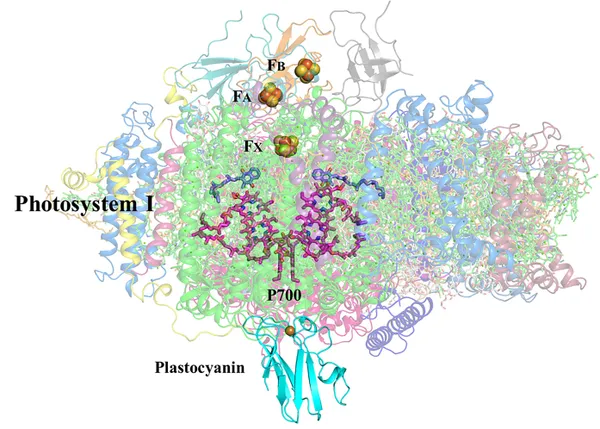 FB
FA
FX
Photosystem I
P700
Plastocyanin